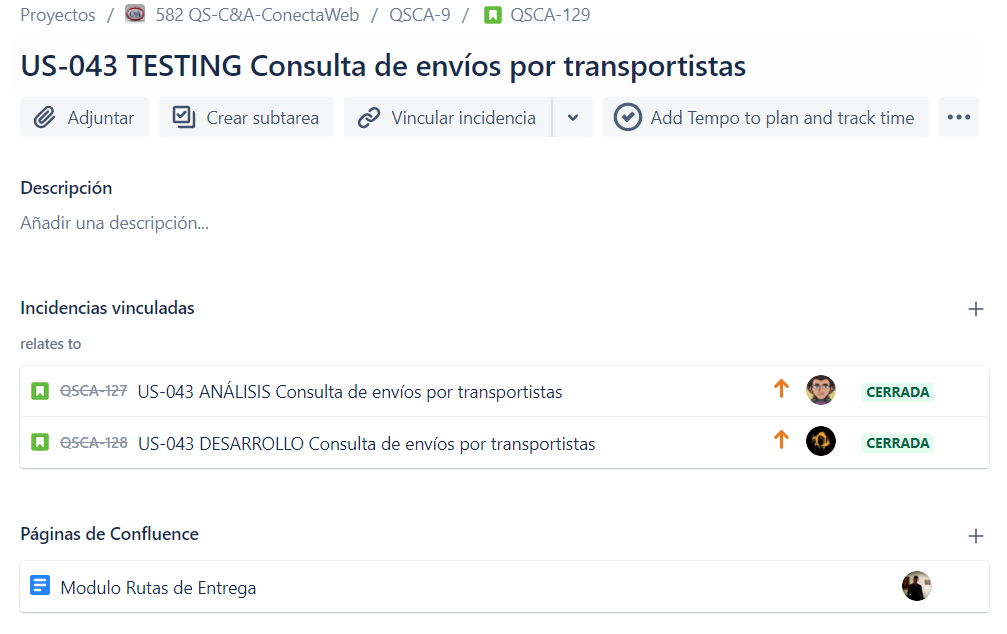 Proyectos / 582 QS-C&A-ConectaWeb / QSCA-9 / QSCA-129
US-043 TESTING Consulta de envíos por transportistas
Adjuntar Crear subtarea Vincular incidencia Add Tempo to plan and track time
Descripción
Añadir una descripción...
Incidencias vinculadas
relates to
QSCA-127 US-043 ANÁLISIS Consulta de envíos por transportistas CERRADA
QSCA-128 US-043 DESARROLLO Consulta de envíos por transportistas CERRADA
Páginas de Confluence
Modulo Rutas de Entrega